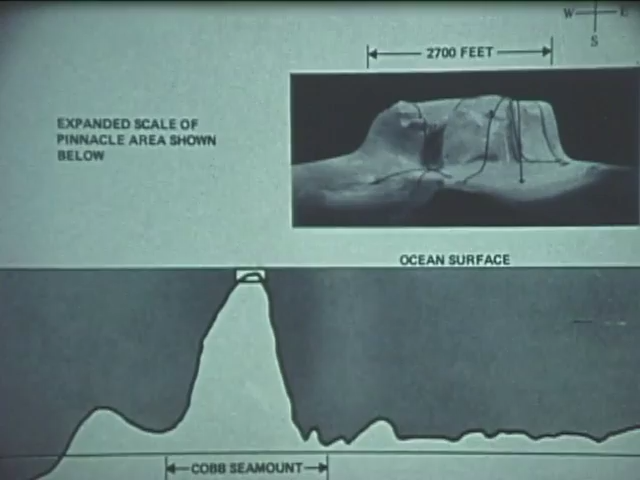 W E
S
2700 FEET
EXPANDED SCALE OF
PINNACLE AREA SHOWN
BELOW
OCEAN SURFACE
COBB SEAMOUNT